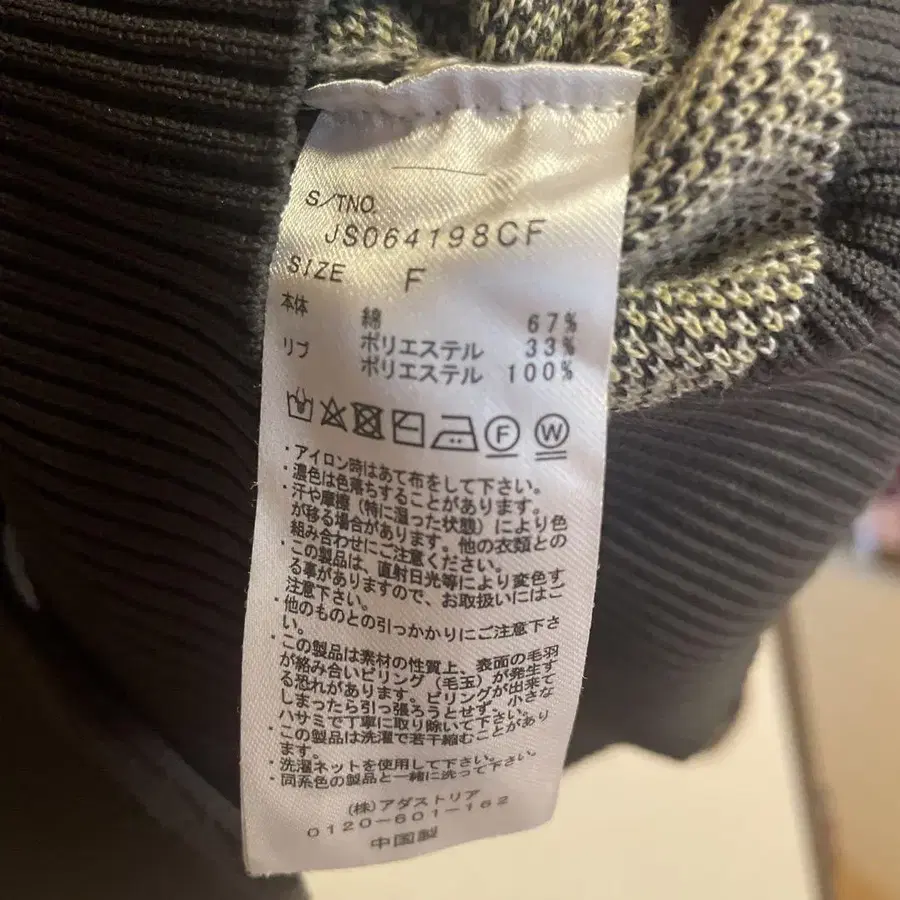 S/TNO.
JS064198CF
SIZE F
本体 綿 67%
ポリエステル 33%
リブ ポリエステル 100%
F W
・アイロン時はあて布をして下さい。
・濃色は色落ちすることがあります。
・汗や摩擦（特に湿った状態）により色
が移る場合があります。他の衣類との
組み合わせにご注意ください。
・この製品は、直射日光等により変色す
る事がありますので、お取扱いにはご
注意下さい。
・他のものとの引っかかりにご注意下さ
い。
・この製品は素材の性質上、表面の毛羽
が絡み合いピリング（毛玉）が発生す
る恐れがあります。ピリングが出来て
しまったら引っ張ろうとせず、小さな
ハサミで丁寧に取り除いて下さい。
・この製品は洗濯で若干縮むことがあり
ます。
・洗濯ネットを使用して下さい。
・同系色の製品と一緒に洗って下さい。
（株）アダストリア
0120-601-162
中国製